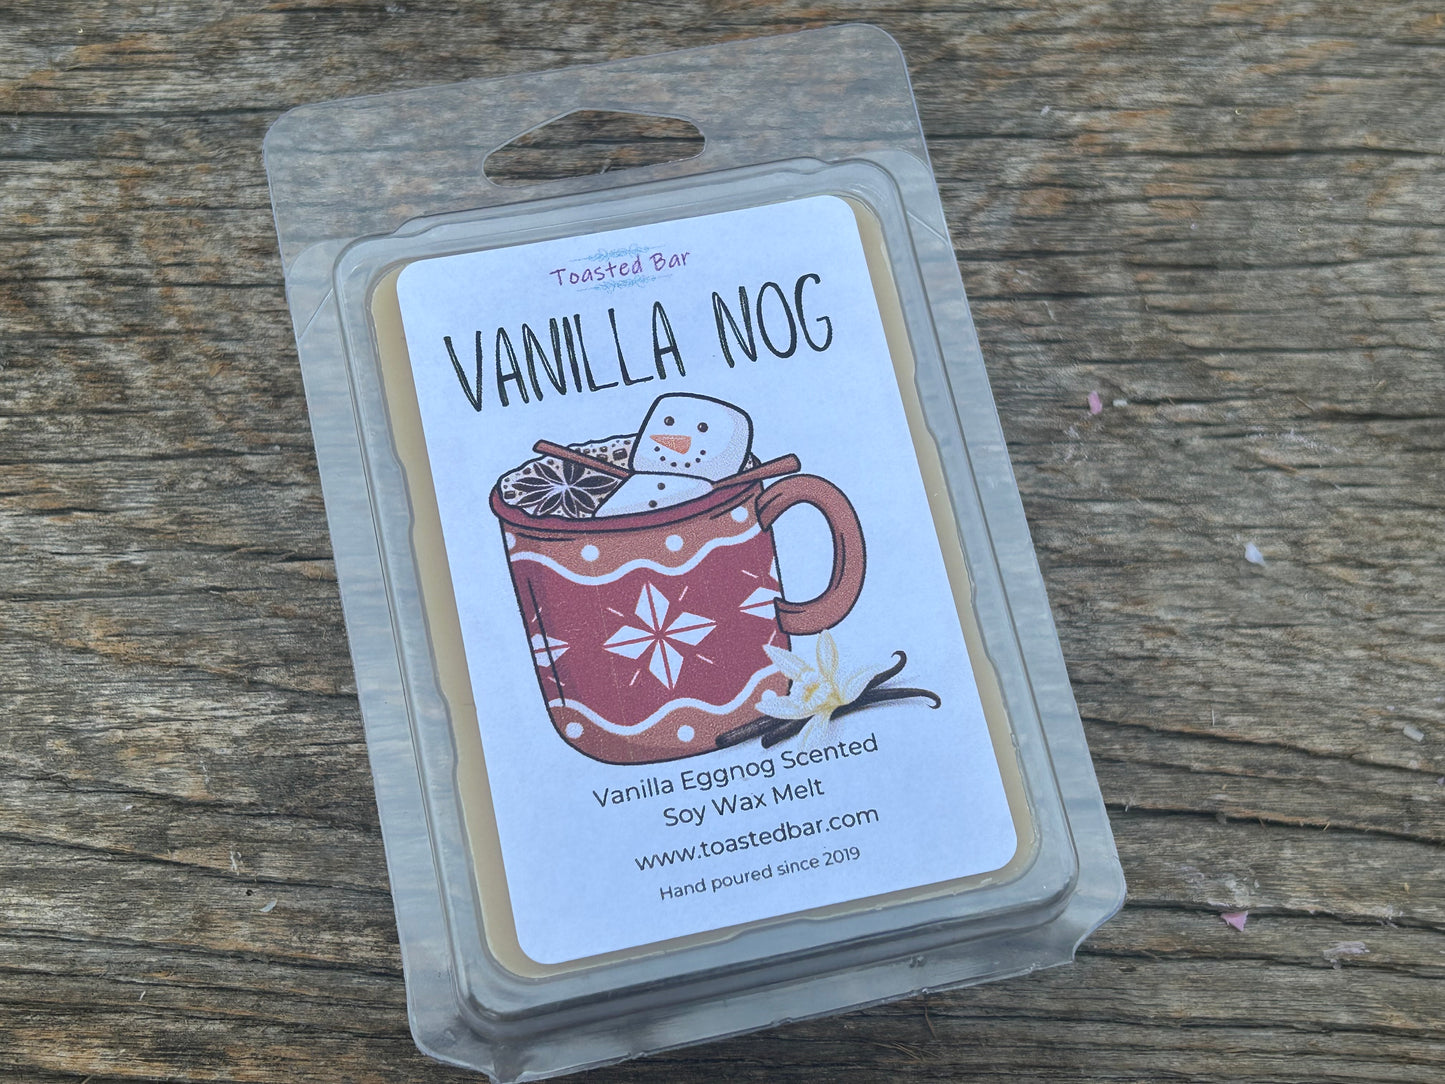 Toasted Bar
VANILLA NOG
Vanilla Eggnog Scented
Soy Wax Melt
www.toastedbar.com
Hand poured since 2019